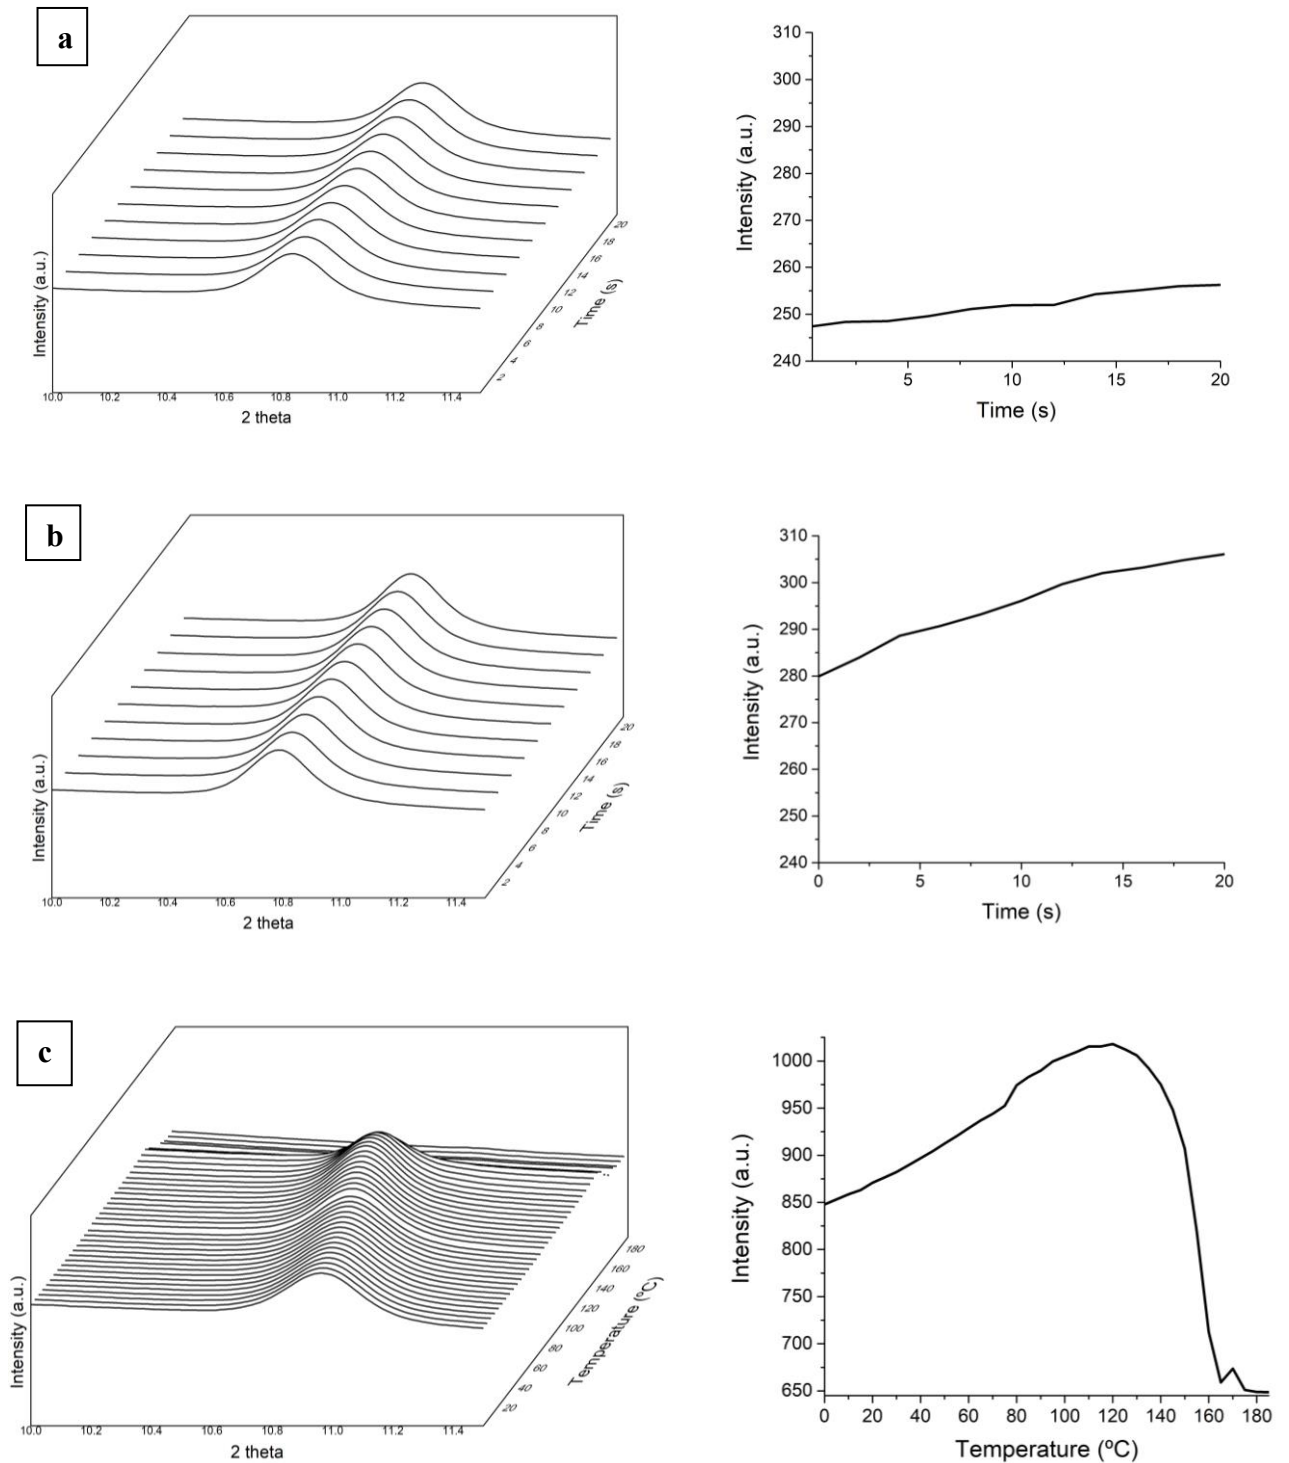 a
Intensity (a.u.)
10.0 10.2 10.4 10.6 10.8 11.0 11.2 11.4
2 theta
2 4 6 8 10 12 14 16 18 20
Time (s)
310
300
290
280
270
260
250
240
Intensity (a.u.)
5 10 15 20
Time (s)
b
Intensity (a.u.)
10.0 10.2 10.4 10.6 10.8 11.0 11.2 11.4
2 theta
2 4 6 8 10 12 14 16 18 20
Time (s)
310
300
290
280
270
260
250
240
Intensity (a.u.)
0 5 10 15 20
Time (s)
c
Intensity (a.u.)
10.0 10.2 10.4 10.6 10.8 11.0 11.2 11.4
2 theta
20 40 60 80 100 120 140 160 180
Temperature (ºC)
1000
950
900
850
800
750
700
650
Intensity (a.u.)
0 20 40 60 80 100 120 140 160 180
Temperature (ºC)